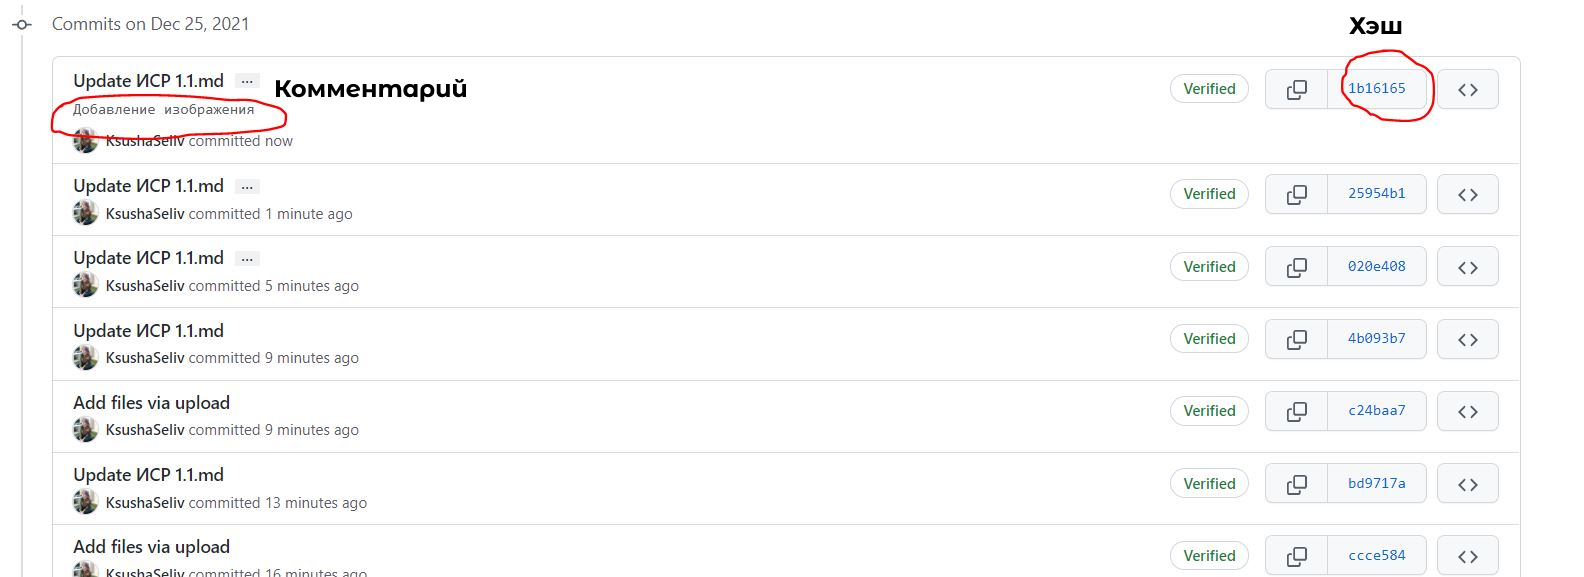 Commits on Dec 25, 2021
Хэш
Update ИСР 1.1.md ...
Комментарий
Verified
1b16165
Добавление изображения
KsushaSeliv committed now
Update ИСР 1.1.md ...
Verified
25954b1
KsushaSeliv committed 1 minute ago
Update ИСР 1.1.md ...
Verified
020e408
KsushaSeliv committed 5 minutes ago
Update ИСР 1.1.md
Verified
4b093b7
KsushaSeliv committed 9 minutes ago
Add files via upload
Verified
c24baa7
KsushaSeliv committed 9 minutes ago
Update ИСР 1.1.md
Verified
bd9717a
KsushaSeliv committed 13 minutes ago
Add files via upload
Verified
ccce584
KsushaSeliv committed 16 minutes ago